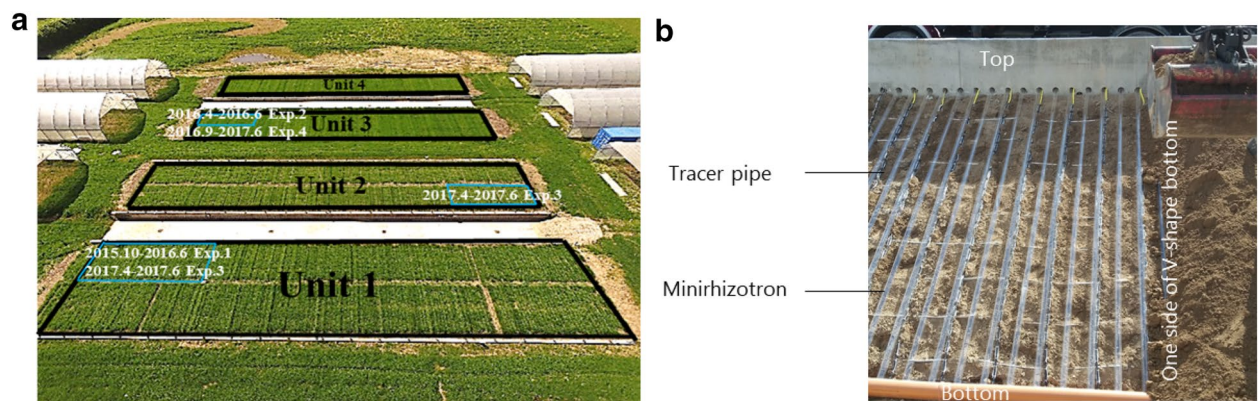 a
Unit 4
2016.4-2016.6 Exp.2
2016.9-2017.6 Exp.4
Unit 3
Unit 2
2017.4-2017.6 Exp.3
2015.10-2016.6 Exp.1
2017.4-2017.6 Exp.3
Unit 1
b
Top
Tracer pipe
Minirhizotron
One side of V-shape bottom
Bottom